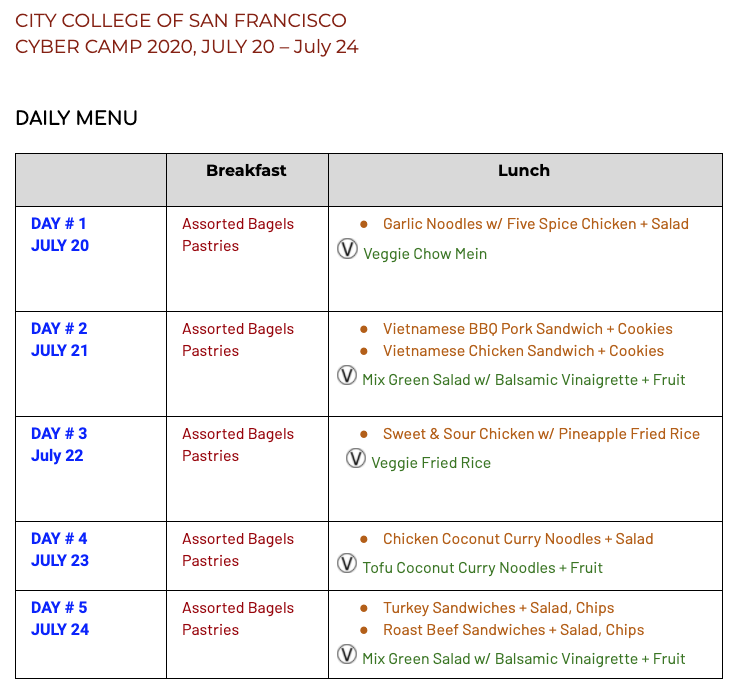 CITY COLLEGE OF SAN FRANCISCO
CYBER CAMP 2020, JULY 20 – July 24
DAILY MENU
Breakfast Lunch
DAY # 1
JULY 20
Assorted Bagels
Pastries
• Garlic Noodles w/ Five Spice Chicken + Salad
Ⓥ Veggie Chow Mein
DAY # 2
JULY 21
Assorted Bagels
Pastries
• Vietnamese BBQ Pork Sandwich + Cookies
• Vietnamese Chicken Sandwich + Cookies
Ⓥ Mix Green Salad w/ Balsamic Vinaigrette + Fruit
DAY # 3
July 22
Assorted Bagels
Pastries
• Sweet & Sour Chicken w/ Pineapple Fried Rice
Ⓥ Veggie Fried Rice
DAY # 4
JULY 23
Assorted Bagels
Pastries
• Chicken Coconut Curry Noodles + Salad
Ⓥ Tofu Coconut Curry Noodles + Fruit
DAY # 5
JULY 24
Assorted Bagels
Pastries
• Turkey Sandwiches + Salad, Chips
• Roast Beef Sandwiches + Salad, Chips
Ⓥ Mix Green Salad w/ Balsamic Vinaigrette + Fruit